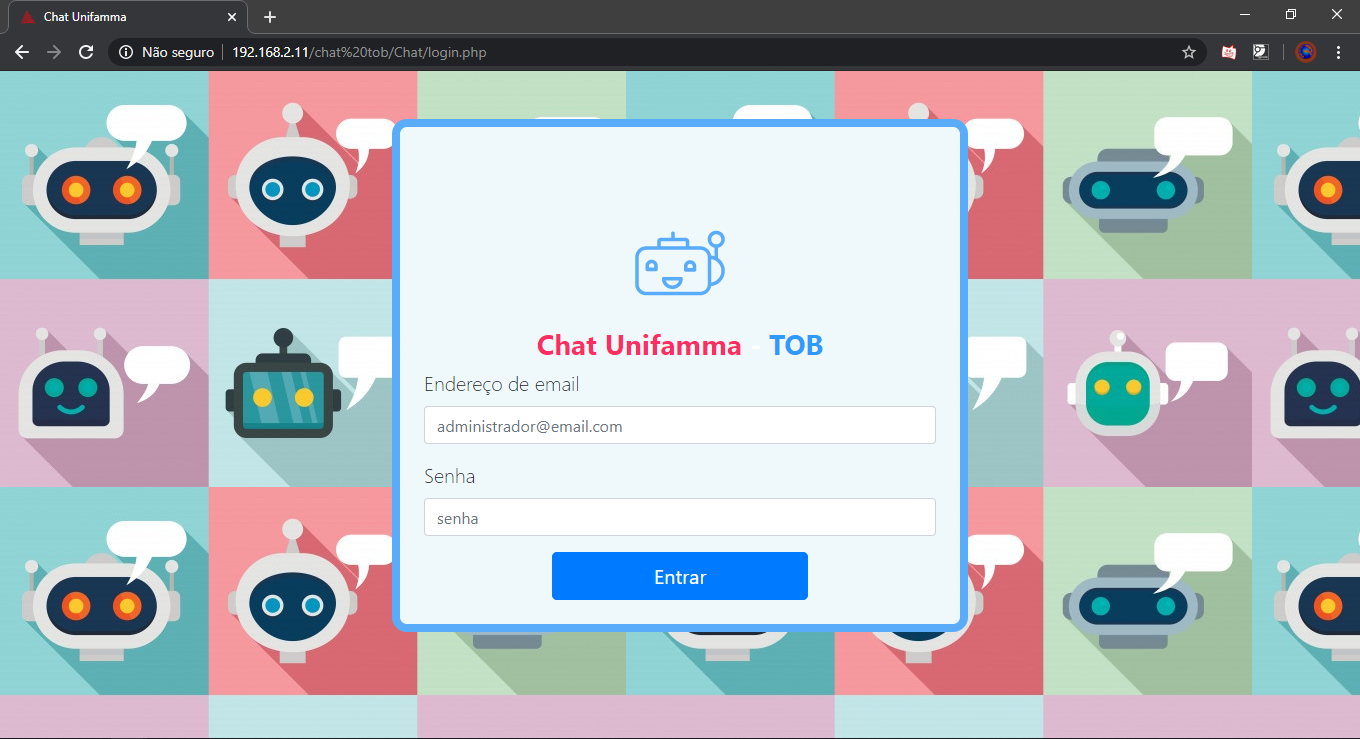 Chat Unifamma
Não seguro 192.168.2.11/chat%20tob/Chat/login.php
Chat Unifamma - TOB
Endereço de email
administrador@email.com
Senha
senha
Entrar